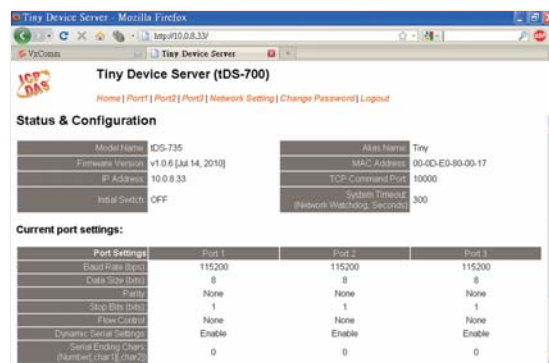 Tiny Device Server - Mozilla Firefox
http://10.0.8.33/
VxComm
Tiny Device Server
ICP DAS
Tiny Device Server (tDS-700)
Home | Port1 | Port2 | Port3 | Network Setting | Change Password | Logout
Status & Configuration
Model Name: tDS-735 Alias Name: Tiny
Firmware Version: v1.0.6 [Jul.14, 2010] MAC Address: 00-0D-E0-80-00-17
IP Address: 10.0.8.33 TCP Command Port: 10000
Initial Switch: OFF System Timeout: (Network Watchdog, Seconds) 300
Current port settings:
Port Settings Port 1 Port 2 Port 3
Baud Rate (bps) 115200 115200 115200
Data Size (bits) 8 8 8
Parity None None None
Stop Bits (bits) 1 1 1
Flow Control None None None
Dynamic Serial Settings: Enable Enable Enable
Serial Ending Chars: (Number[,char1][,char2]) 0 0 0